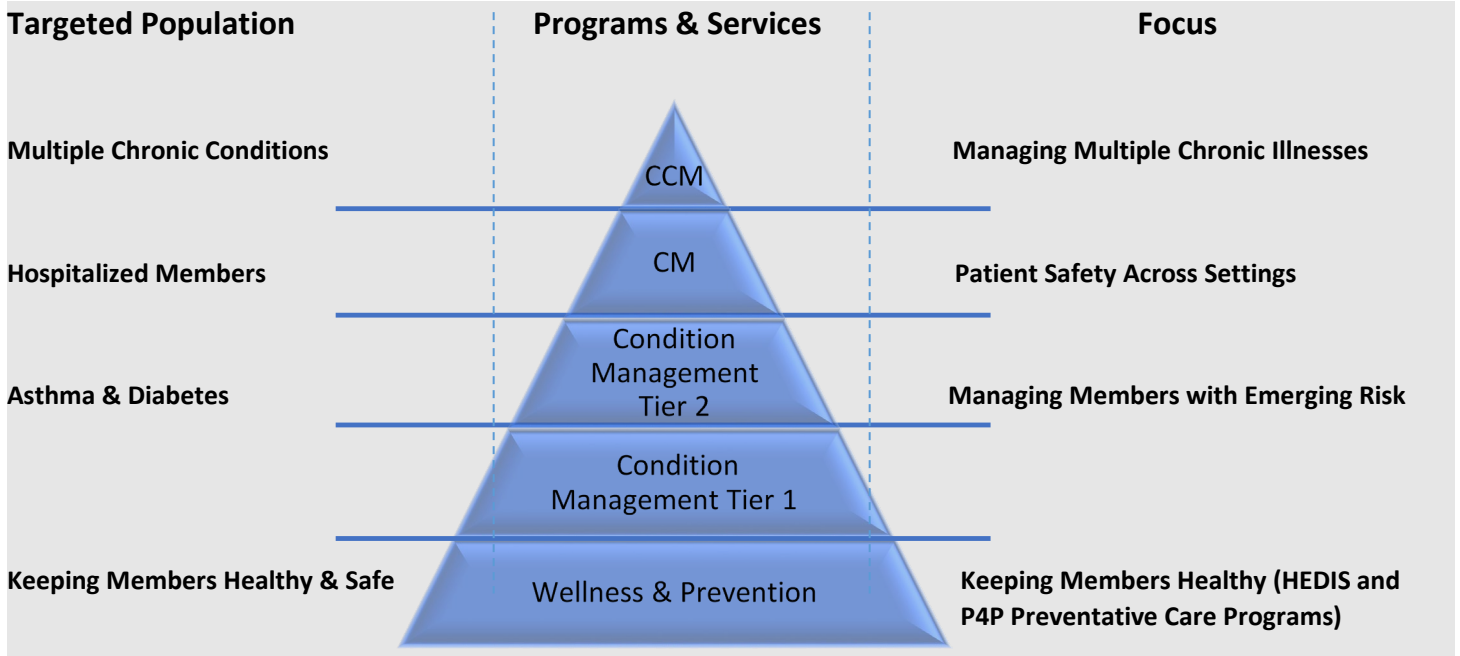 Targeted Population
Programs & Services
Focus
Multiple Chronic Conditions
CCM
Managing Multiple Chronic Illnesses
Hospitalized Members
CM
Patient Safety Across Settings
Asthma & Diabetes
Condition
Management
Tier 2
Managing Members with Emerging Risk
Condition
Management Tier 1
Keeping Members Healthy & Safe
Wellness & Prevention
Keeping Members Healthy (HEDIS and
P4P Preventative Care Programs)